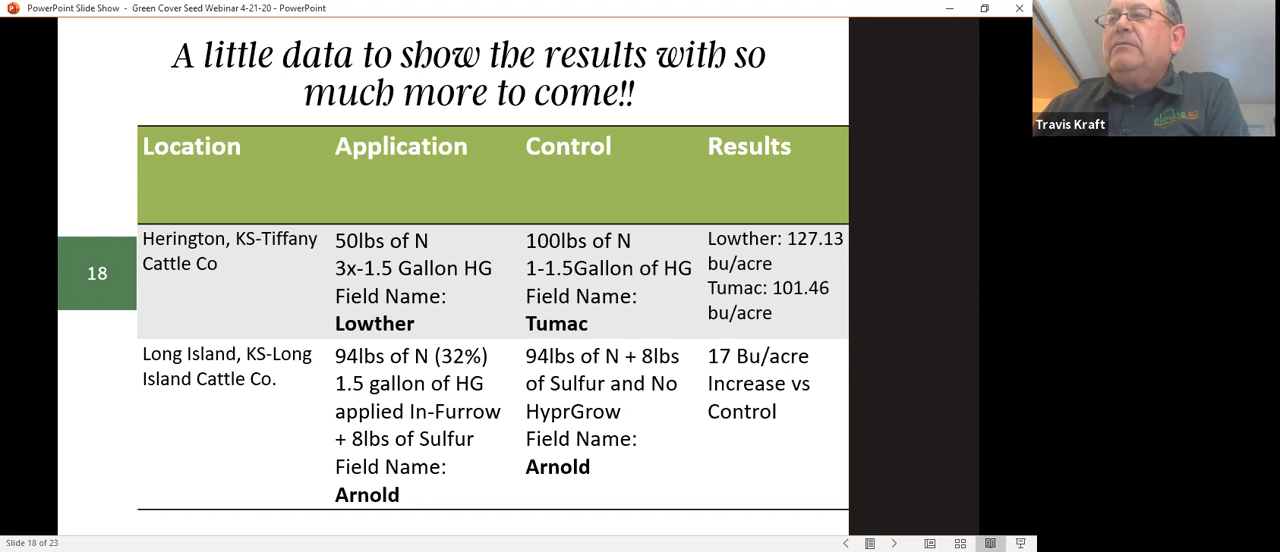 PowerPoint Slide Show - Green Cover Seed Webinar 4-21-20 - PowerPoint
A little data to show the results with so
much more to come!!
Location Application Control Results
Herington, KS-Tiffany
Cattle Co
50lbs of N
3x-1.5 Gallon HG
Field Name:
Lowther
100lbs of N
1-1.5Gallon of HG
Field Name:
Tumac
Lowther: 127.13
bu/acre
Tumac: 101.46
bu/acre
Long Island, KS-Long
Island Cattle Co.
94lbs of N (32%)
1.5 gallon of HG
applied In-Furrow
+ 8lbs of Sulfur
Field Name:
Arnold
94lbs of N + 8lbs
of Sulfur and No
HyprGrow
Field Name:
Arnold
17 Bu/acre
Increase vs
Control
18
Travis Kraft
elevate AG
Slide 18 of 23